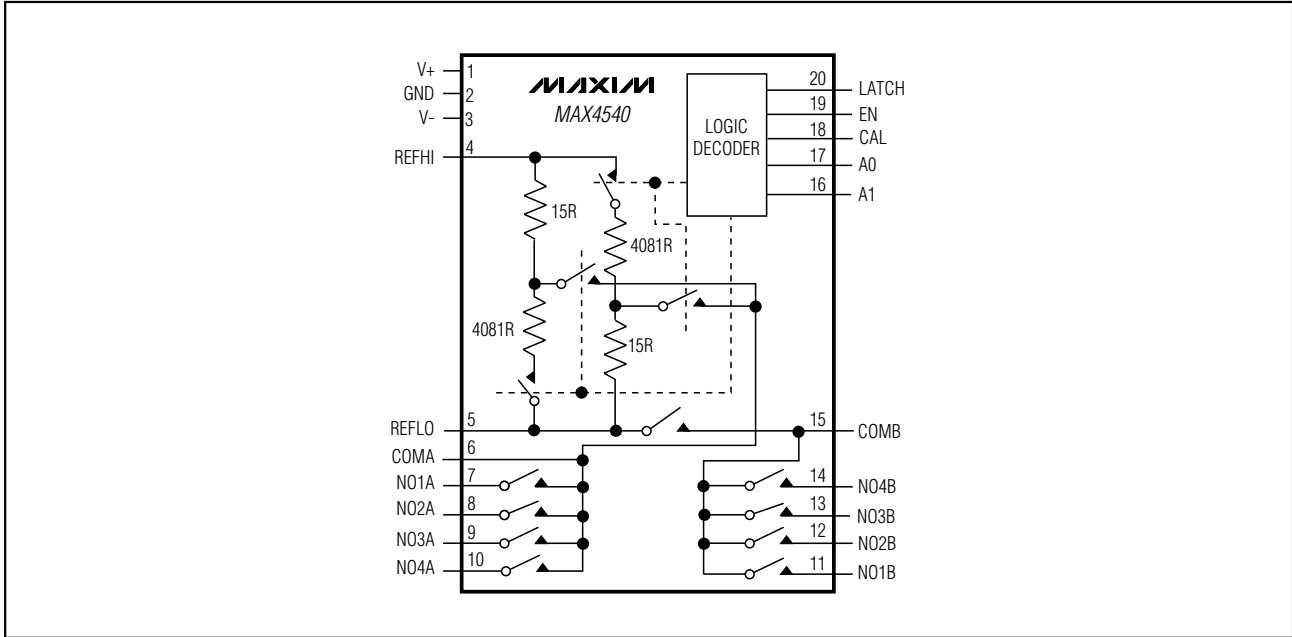 V+ 1
GND 2
V- 3
REFHI 4
MAXIM
MAX4540
LOGIC
DECODER
20 LATCH
19 EN
18 CAL
17 A0
16 A1
15R
4081R
4081R
15R
REFLO 5
COMA 6
NO1A 7
NO2A 8
NO3A 9
NO4A 10
15 COMB
14 NO4B
13 NO3B
12 NO2B
11 NO1B